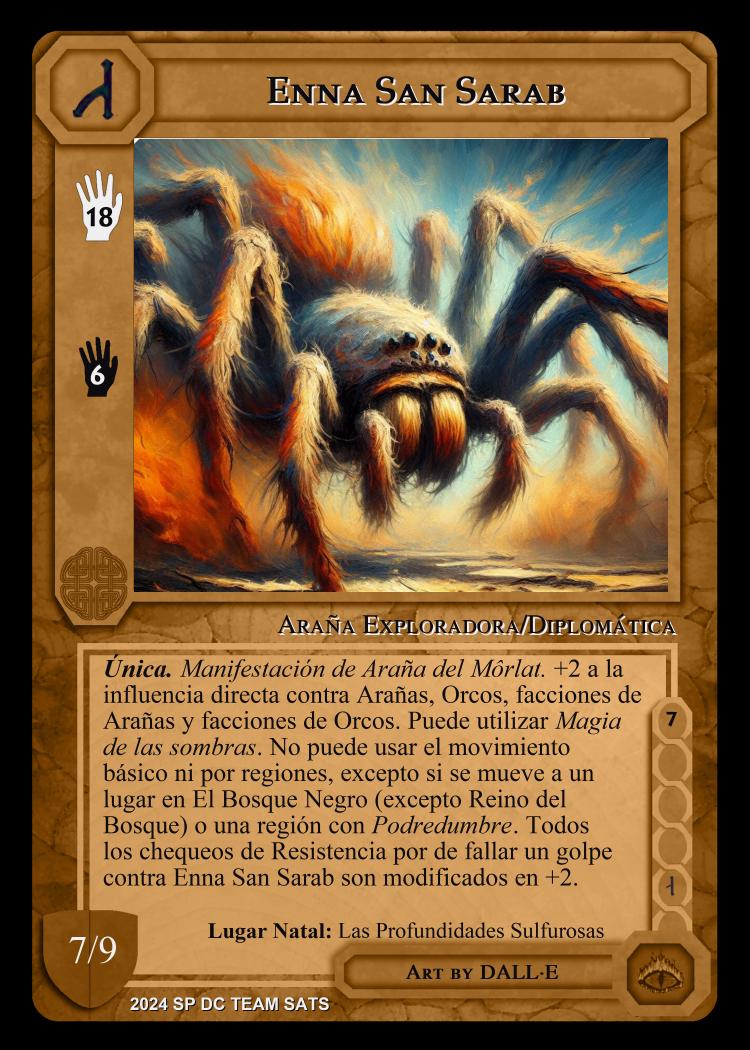 Enna San Sarab
18
6
Araña Exploradora/Diplomática
Única. Manifestación de Araña del Môrlat. +2 a la
influencia directa contra Arañas, Orcos, facciones de
Arañas y facciones de Orcos. Puede utilizar Magia
de las sombras. No puede usar el movimiento
básico ni por regiones, excepto si se mueve a un
lugar en El Bosque Negro (excepto Reino del
Bosque) o una región con Podredumbre. Todos
los chequeos de Resistencia por de fallar un golpe
contra Enna San Sarab son modificados en +2.
7
Lugar Natal: Las Profundidades Sulfurosas
7/9
Art by DALL·E
2024 SP DC TEAM SATS